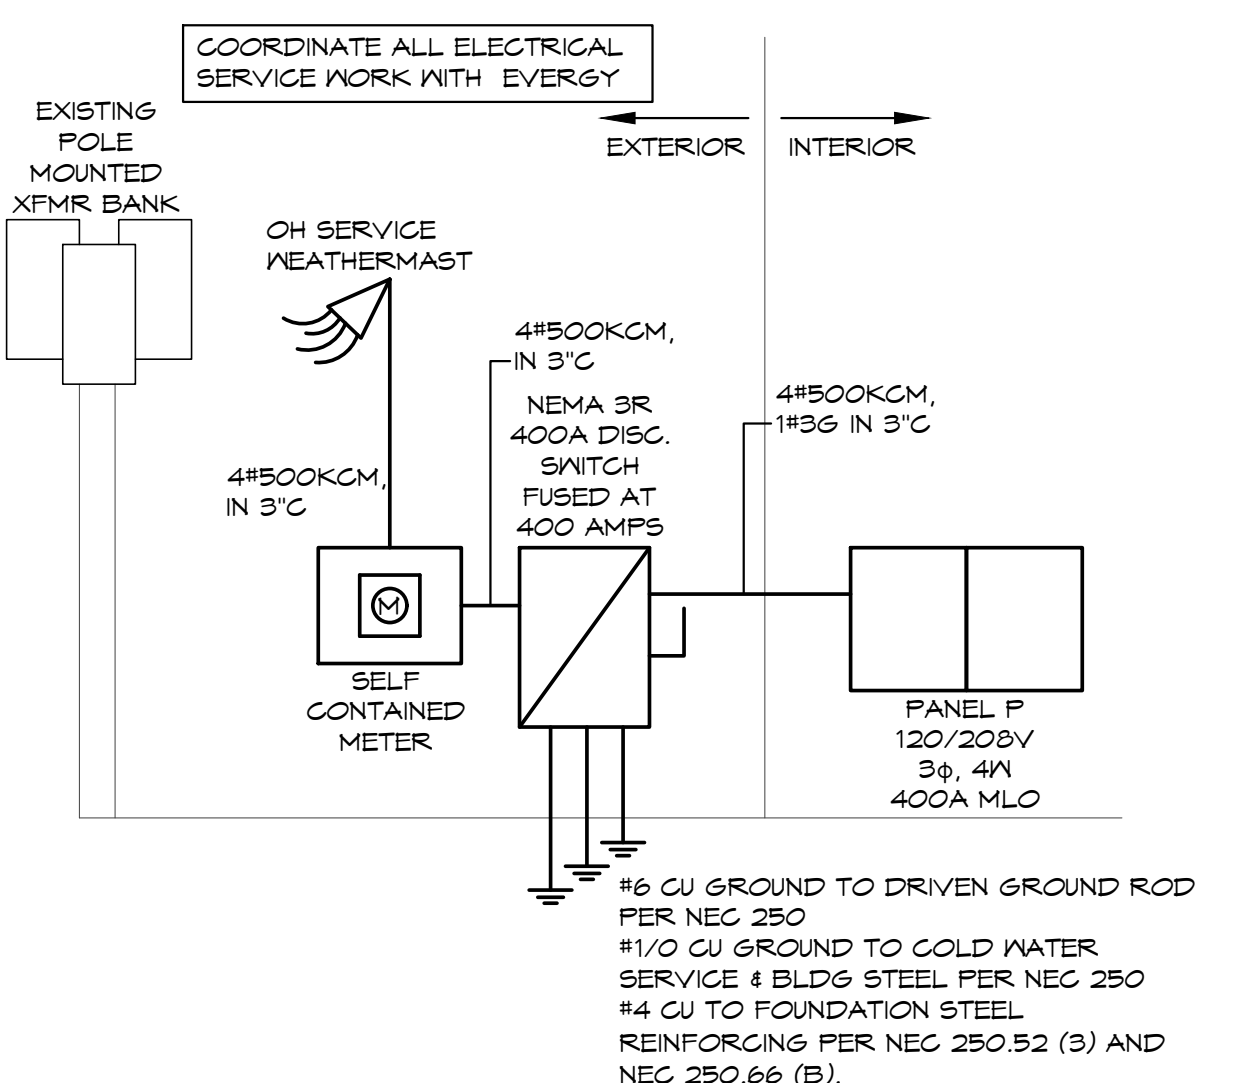 COORDINATE ALL ELECTRICAL
SERVICE WORK WITH EVERGY
EXISTING
POLE
MOUNTED
XFMR BANK
EXTERIOR
INTERIOR
OH SERVICE
WEATHERMAST
4#500KCM,
IN 3"C
4#500KCM,
IN 3"C
NEMA 3R
400A DISC.
SWITCH
FUSED AT
400 AMPS
4#500KCM,
1#3G IN 3"C
M
SELF
CONTAINED
METER
PANEL P
120/208V
3ϕ, 4W
400A MLO
#6 CU GROUND TO DRIVEN GROUND ROD
PER NEC 250
#1/0 CU GROUND TO COLD WATER
SERVICE & BLDG STEEL PER NEC 250
#4 CU TO FOUNDATION STEEL
REINFORCING PER NEC 250.52 (3) AND
NEC 250.66 (B).